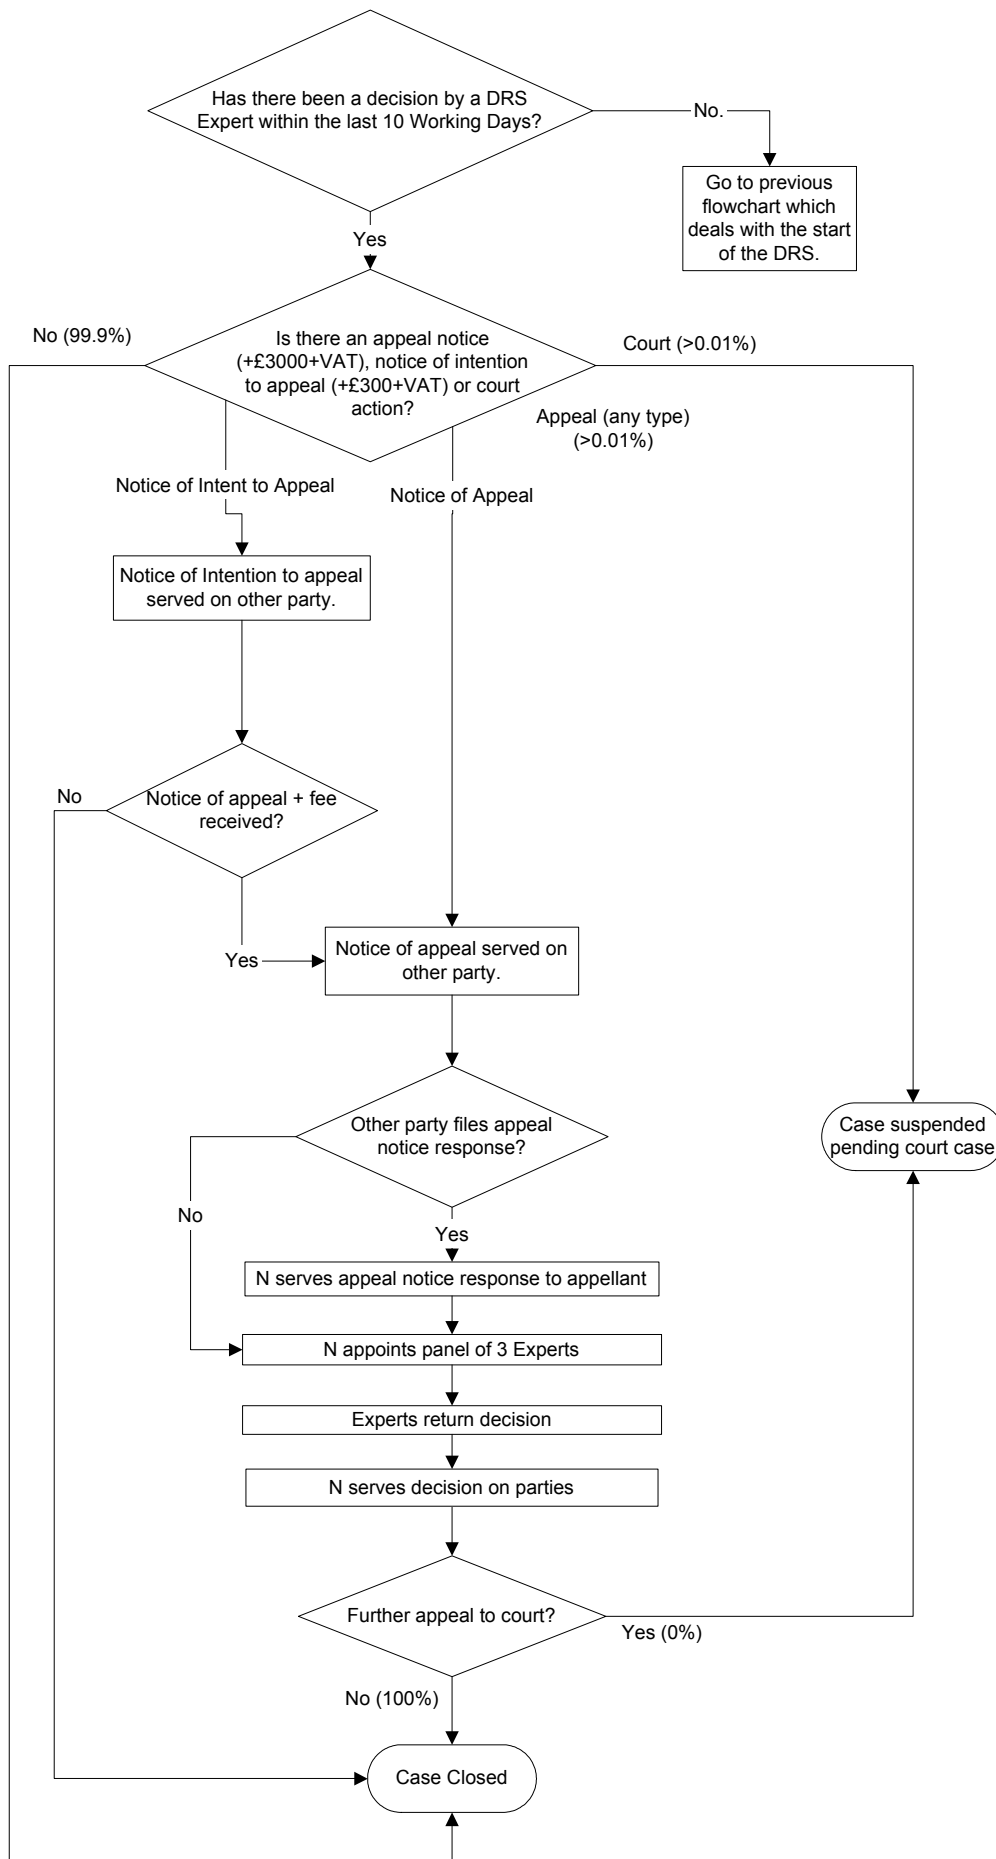 Has there been a decision by a DRS
Expert within the last 10 Working Days?
No.
Go to previous
flowchart which
deals with the start
of the DRS.
Yes
No (99.9%)
Is there an appeal notice
(+£3000+VAT), notice of intention
to appeal (+£300+VAT) or court
action?
Court (>0.01%)
Appeal (any type)
(>0.01%)
Notice of Intent to Appeal
Notice of Appeal
Notice of Intention to appeal
served on other party.
No
Notice of appeal + fee
received?
Yes
Notice of appeal served on
other party.
Other party files appeal
notice response?
Case suspended
pending court case
No
Yes
N serves appeal notice response to appellant
N appoints panel of 3 Experts
Experts return decision
N serves decision on parties
Further appeal to court?
Yes (0%)
No (100%)
Case Closed